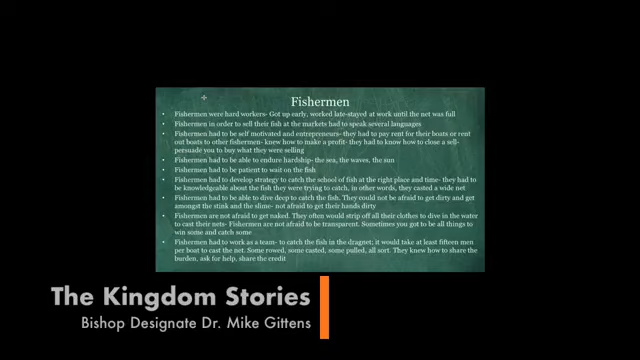 Fishermen
• Fishermen were hard workers- Got up early, worked late-stayed at work until the net was full
• Fishermen in order to sell their fish at the markets had to speak several languages
• Fishermen had to be self motivated and entrepreneurs- they had to pay rent for their boats or rent
out boats to other fishermen- knew how to make a profit- they had to know how to close a sell-
persuade you to buy what they were selling
• Fishermen had to be able to endure hardship- the sea, the waves, the sun
• Fishermen had to be patient to wait on the fish
• Fishermen had to develop strategy to catch the school of fish at the right place and time- they had to
be knowledgeable about the fish they were trying to catch, in other words, they casted a wide net
• Fishermen had to be able to dive deep to catch the fish. They could not be afraid to get dirty and get
amongst the stink and the slime- not afraid to get their hands dirty
• Fishermen are not afraid to get naked. They often would strip off all their clothes to dive in the water
to cast their nets- Fishermen are not afraid to be transparent. Sometimes you got to be all things to
win some and catch some
• Fishermen had to work as a team- to catch the fish in the dragnet; it would take at least fifteen men
per boat to cast the net. Some rowed, some casted, some pulled, all sort. They knew how to share the
burden, ask for help, share the credit
The Kingdom Stories
Bishop Designate Dr. Mike Gittens